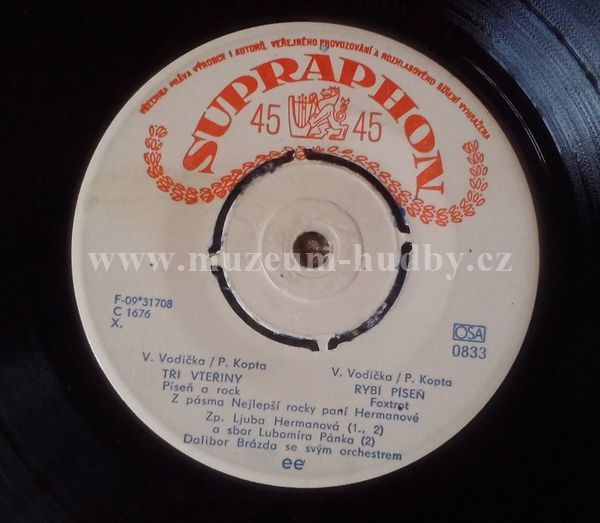 VŠECHNA PRÁVA VÝROBCE I AUTORŮ, VEŘEJNÉHO PROVOZOVÁNÍ A ROZHLASOVÉHO ŠÍŘENÍ VYHRAŽENA
SUPRAPHON
45 45
www.muzeum-hudby.cz
F-09*31708
C 1676
X.
OSA
0833
V. Vodička / P. Kopta
TŘI VTEŘINY
Píseň a rock
V. Vodička / P. Kopta
RYBÍ PÍSEŇ
Foxtrot
Z pásma Nejlepší rocky paní Hermanové
Zp. Ljuba Hermanová (1., 2)
a sbor Lubomíra Pánka (2)
Dalibor Brázda se svým orchestrem
ee